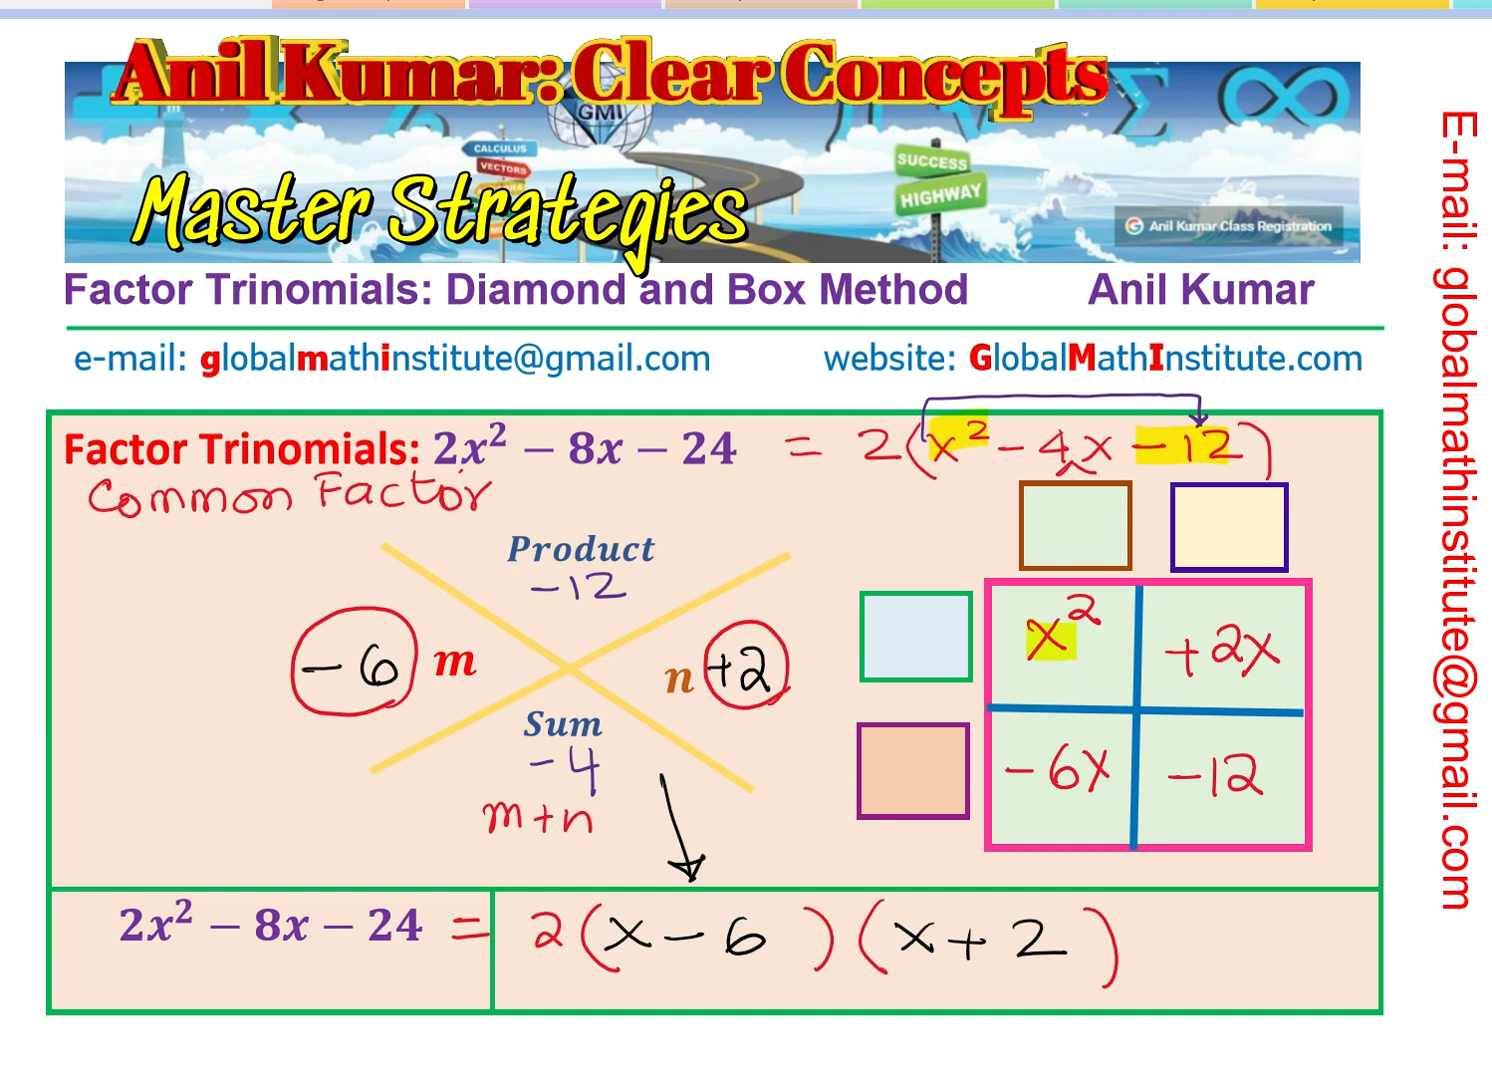 Anil Kumar: Clear Concepts
GMI
CALCULUS
VECTORS
SUCCESS
HIGHWAY
Master Strategies
Anil Kumar Class Registration
Factor Trinomials: Diamond and Box Method Anil Kumar
e-mail: globalmathinstitute@gmail.com website: GlobalMathInstitute.com
Factor Trinomials: 2x² − 8x − 24 = 2(x² − 4x − 12)
Common Factor
Product
−12
−6 m n +2
Sum
−4
m+n
x² +2x
−6x −12
2x² − 8x − 24 = 2(x − 6)(x + 2)
E-mail: globalmathinstitute@gmail.com